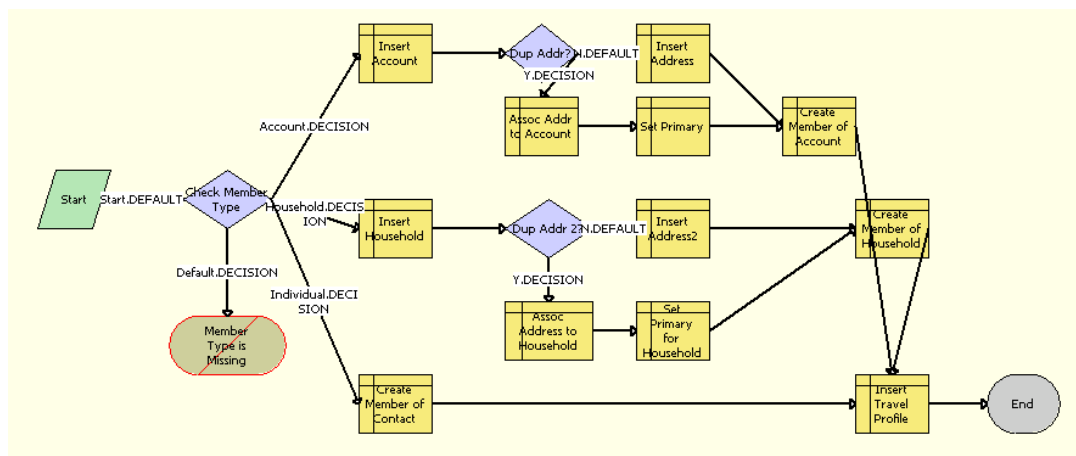 Insert
Account
Dup Addr?
N.DEFAULT
Insert
Address
Y.DECISION
Account.DECISION
Assoc Addr
to Account
Set Primary
Create
Member of
Account
Start
Start.DEFAULT
Check Member
Type
Household.DECIS
ION
Insert
Household
Dup Addr 2?
N.DEFAULT
Insert
Address2
Create
Member of
Household
Default.DECISION
Y.DECISION
Individual.DECI
SION
Member
Type is
Missing
Assoc
Address to
Household
Set
Primary
for
Household
Create
Member of
Contact
Insert
Travel
Profile
End